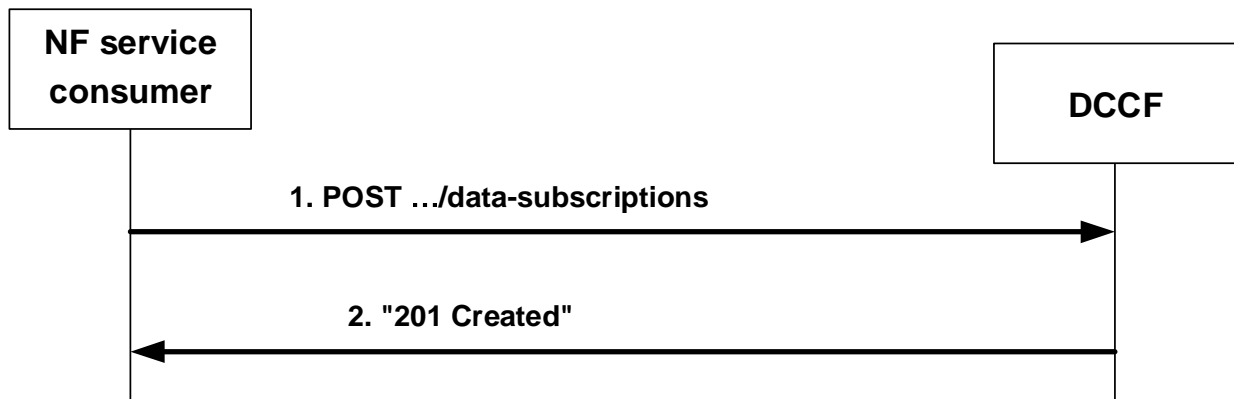 NF service
consumer
DCCF
1. POST …/data-subscriptions
2. "201 Created"